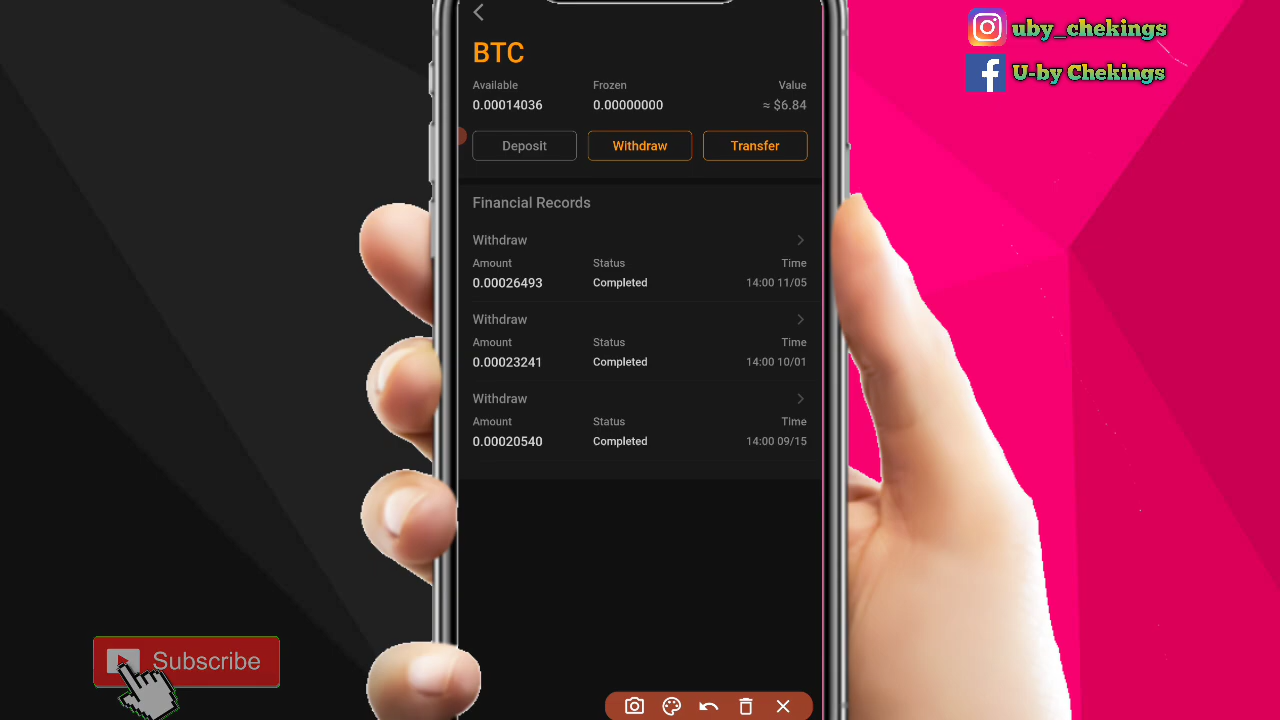 uby_chekings
U-by Chekings
BTC
Available Frozen Value
0.00014036 0.00000000 ≈ $6.84
Deposit Withdraw Transfer
Financial Records
Withdraw
Amount Status Time
0.00026493 Completed 14:00 11/05
Withdraw
Amount Status Time
0.00023241 Completed 14:00 10/01
Withdraw
Amount Status Time
0.00020540 Completed 14:00 09/15
Subscribe